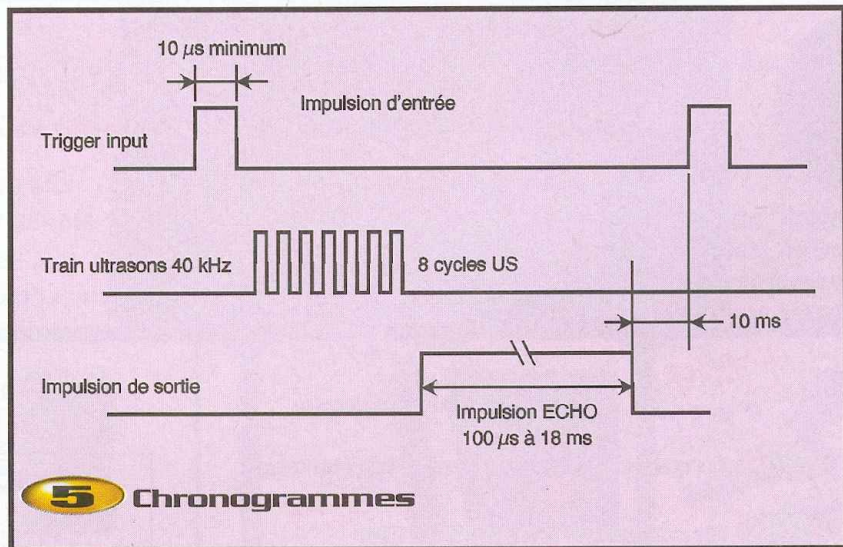 10 μs minimum
Impulsion d'entrée
Trigger input
Train ultrasons 40 kHz
8 cycles US
10 ms
Impulsion de sortie
Impulsion ECHO
100 μs à 18 ms
5 Chronogrammes